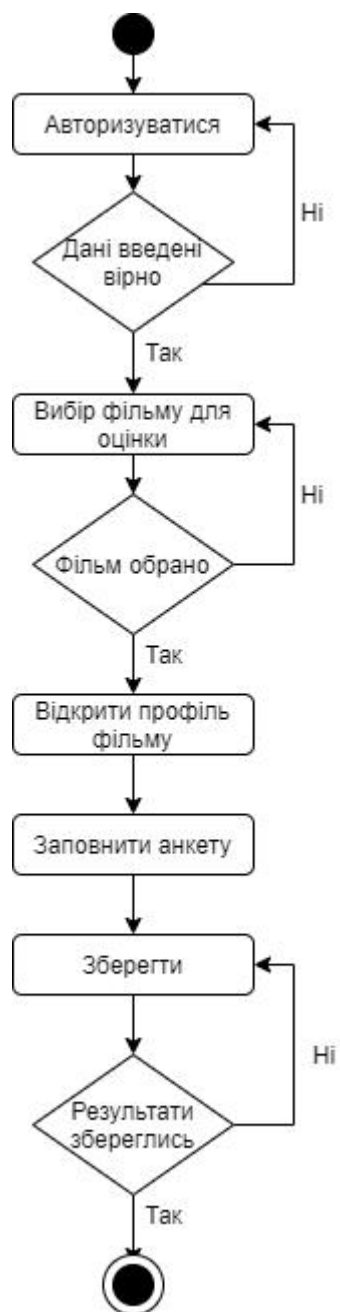 Авторизуватися
Ні
Дані введені
вірно
Так
Вибір фільму для
оцінки
Ні
Фільм обрано
Так
Відкрити профіль
фільму
Заповнити анкету
Зберегти
Ні
Результати
збереглись
Так